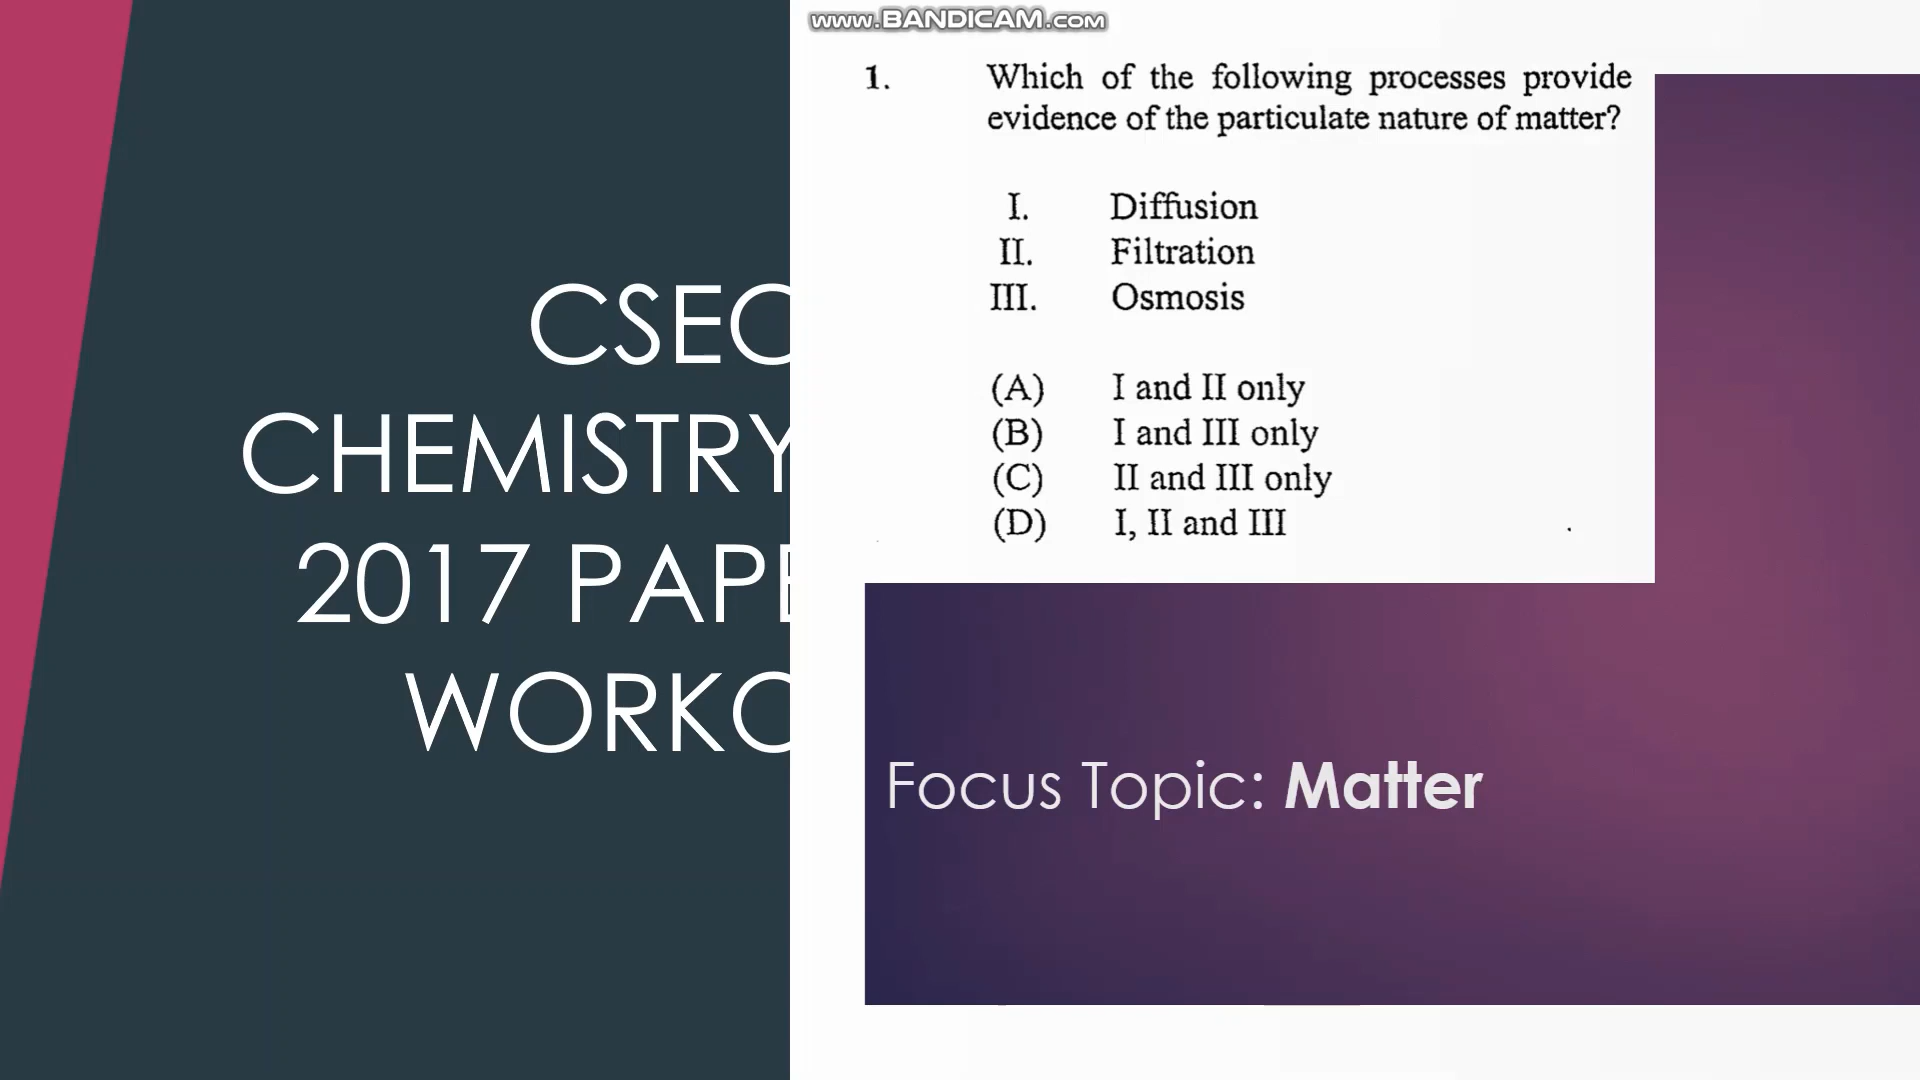 www.BANDICAM.com
CSEC
CHEMISTRY
2017 PAPE
WORKO
1. Which of the following processes provide
evidence of the particulate nature of matter?
I. Diffusion
II. Filtration
III. Osmosis
(A) I and II only
(B) I and III only
(C) II and III only
(D) I, II and III
Focus Topic: Matter